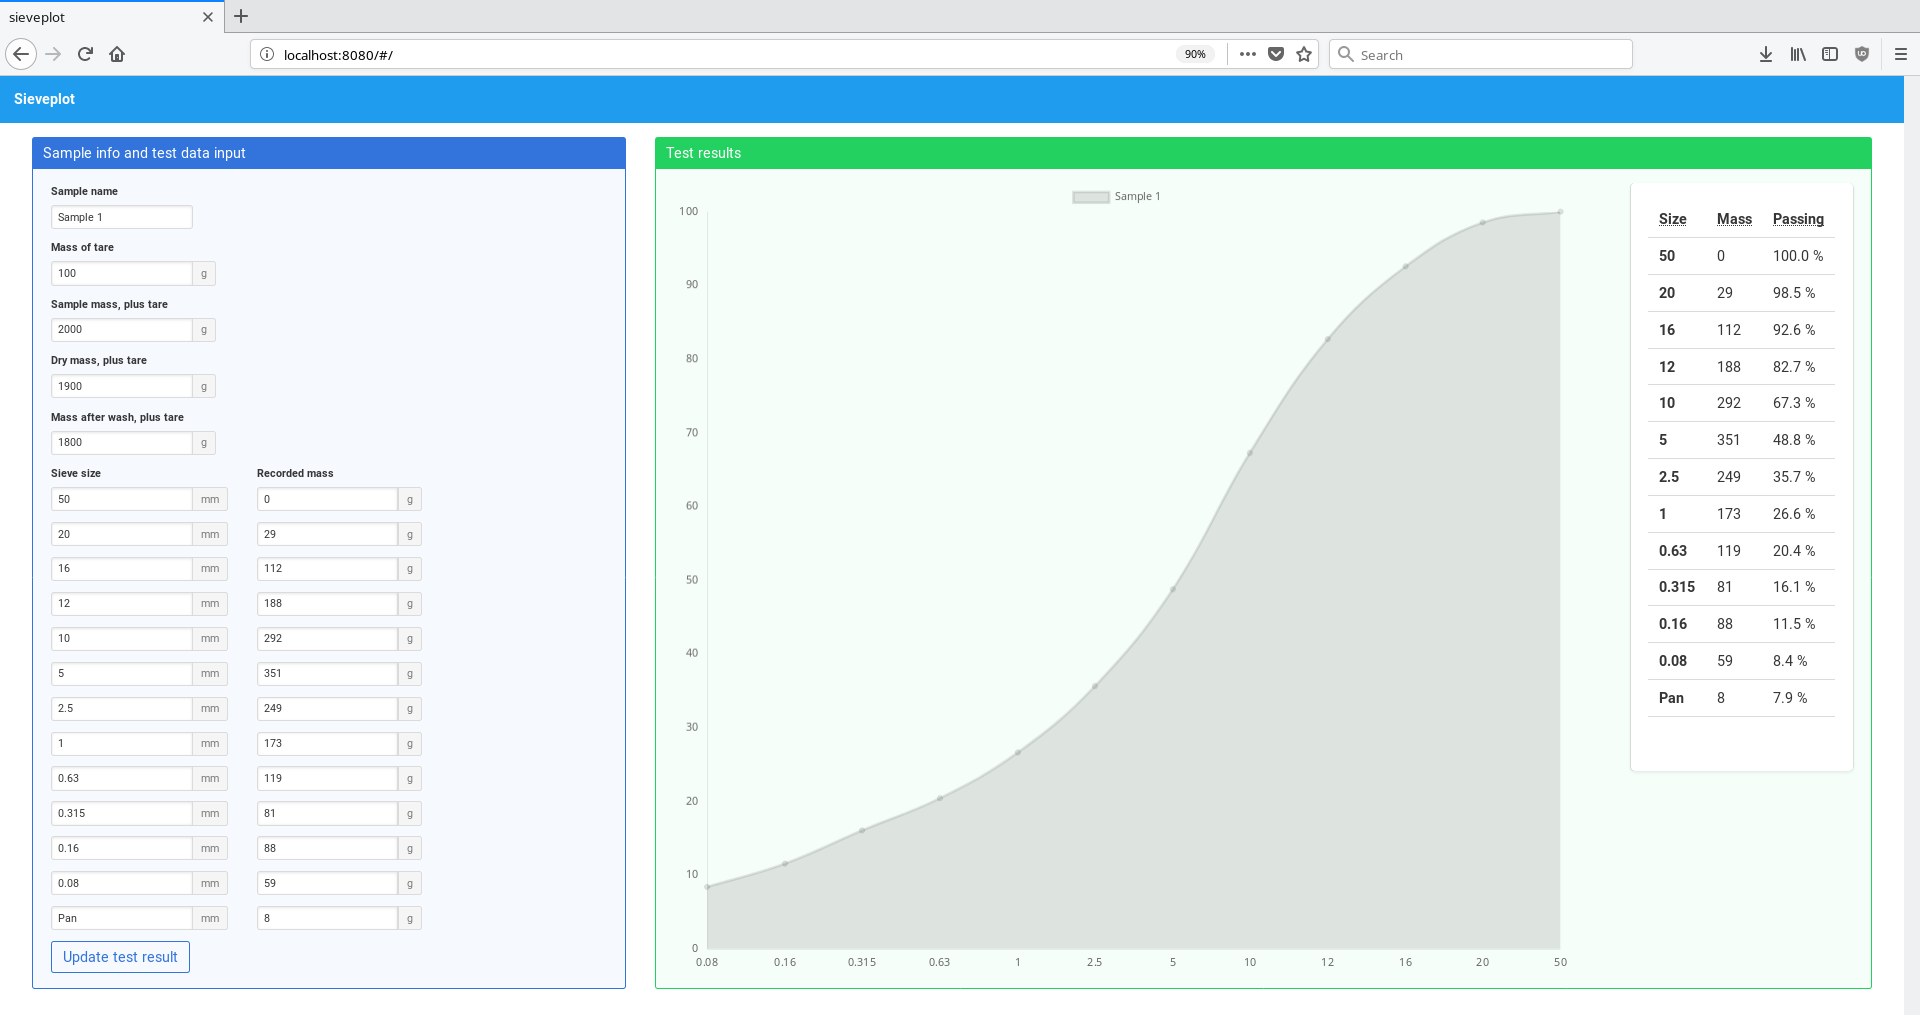 sieveplot
localhost:8080/#/
90%
Search
Sieveplot
Sample info and test data input
Sample name
Sample 1
Mass of tare
100 g
Sample mass, plus tare
2000 g
Dry mass, plus tare
1900 g
Mass after wash, plus tare
1800 g
Sieve size Recorded mass
50 mm 0 g
20 mm 29 g
16 mm 112 g
12 mm 188 g
10 mm 292 g
5 mm 351 g
2.5 mm 249 g
1 mm 173 g
0.63 mm 119 g
0.315 mm 81 g
0.16 mm 88 g
0.08 mm 59 g
Pan mm 8 g
Update test result
Test results
Sample 1
100
90
80
70
60
50
40
30
20
10
0
0.08 0.16 0.315 0.63 1 2.5 5 10 12 16 20 50
Size Mass Passing
50 0 100.0 %
20 29 98.5 %
16 112 92.6 %
12 188 82.7 %
10 292 67.3 %
5 351 48.8 %
2.5 249 35.7 %
1 173 26.6 %
0.63 119 20.4 %
0.315 81 16.1 %
0.16 88 11.5 %
0.08 59 8.4 %
Pan 8 7.9 %